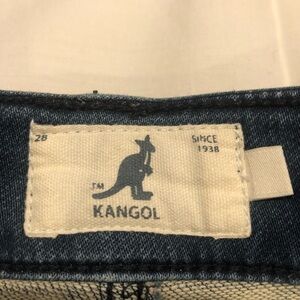 28
SINCE
1938
TM
KANGOL